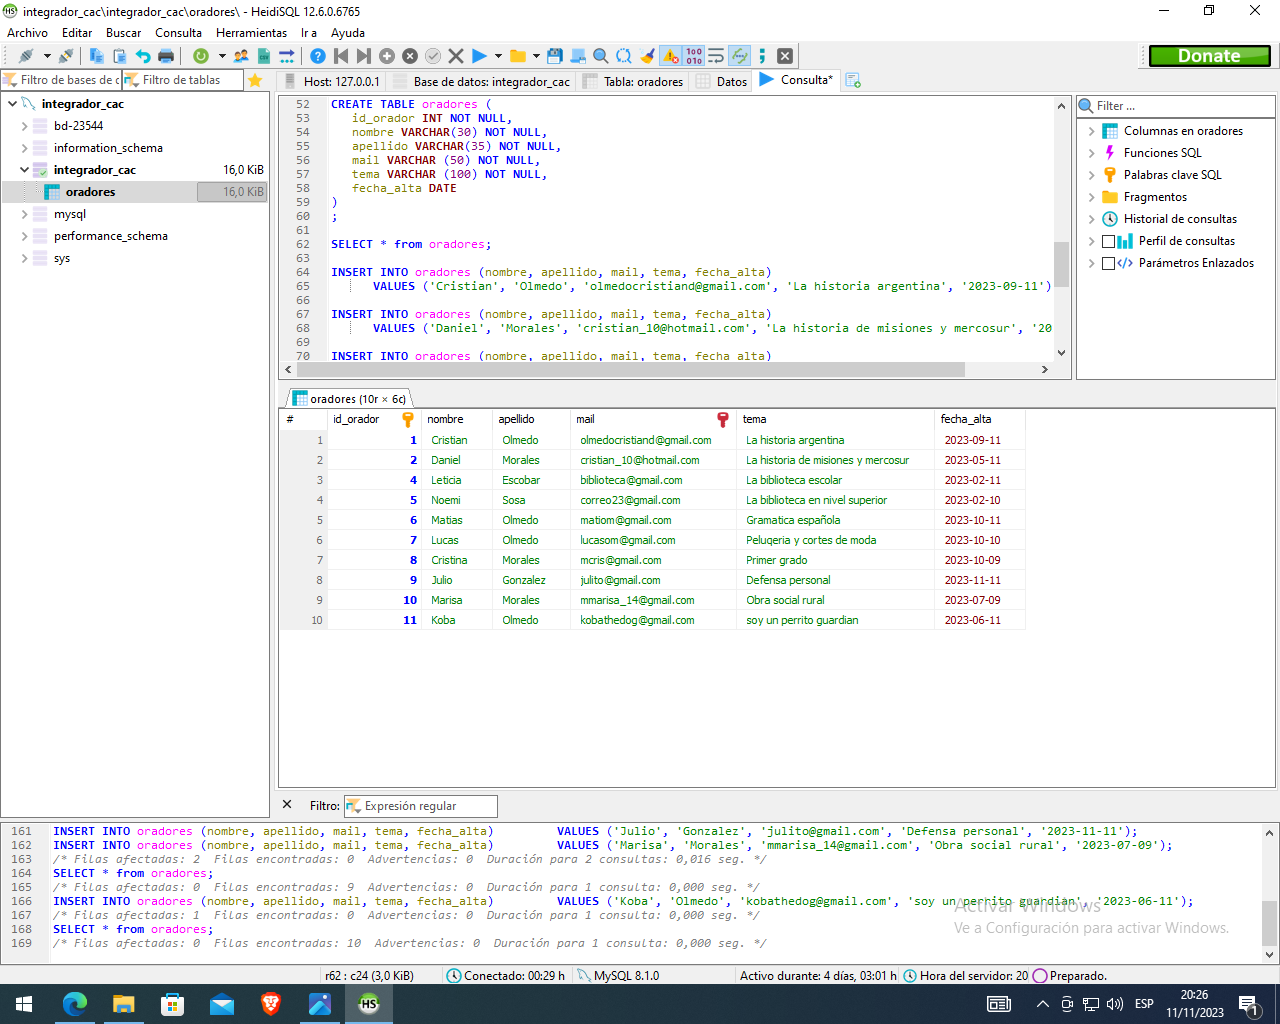 integrador_cac\integrador_cac\oradores\ - HeidiSQL 12.6.0.6765
Archivo Editar Buscar Consulta Herramientas Ir a Ayuda
Donate
Filtro de bases de d Filtro de tablas
Host: 127.0.0.1 Base de datos: integrador_cac Tabla: oradores Datos Consulta*
integrador_cac
bd-23544
information_schema
integrador_cac 16,0 KiB
oradores 16,0 KiB
mysql
performance_schema
sys
52 CREATE TABLE oradores (
53 id_orador INT NOT NULL,
54 nombre VARCHAR(30) NOT NULL,
55 apellido VARCHAR(35) NOT NULL,
56 mail VARCHAR (50) NOT NULL,
57 tema VARCHAR (100) NOT NULL,
58 fecha_alta DATE
59 )
60 ;
61
62 SELECT * from oradores;
63
64 INSERT INTO oradores (nombre, apellido, mail, tema, fecha_alta)
65 VALUES ('Cristian', 'Olmedo', 'olmedocristiand@gmail.com', 'La historia argentina', '2023-09-11')
66
67 INSERT INTO oradores (nombre, apellido, mail, tema, fecha_alta)
68 VALUES ('Daniel', 'Morales', 'cristian_10@hotmail.com', 'La historia de misiones y mercosur', '20
69
70 INSERT INTO oradores (nombre, apellido, mail, tema, fecha alta)
Filter ...
Columnas en oradores
Funciones SQL
Palabras clave SQL
Fragmentos
Historial de consultas
Perfil de consultas
Parámetros Enlazados
oradores (10r × 6c)
# id_orador nombre apellido mail tema fecha_alta
1 1 Cristian Olmedo olmedocristiand@gmail.com La historia argentina 2023-09-11
2 2 Daniel Morales cristian_10@hotmail.com La historia de misiones y mercosur 2023-05-11
3 4 Leticia Escobar biblioteca@gmail.com La biblioteca escolar 2023-02-11
4 5 Noemi Sosa correo23@gmail.com La biblioteca en nivel superior 2023-02-10
5 6 Matias Olmedo matiom@gmail.com Gramatica española 2023-10-11
6 7 Lucas Olmedo lucasom@gmail.com Peluqeria y cortes de moda 2023-10-10
7 8 Cristina Morales mcris@gmail.com Primer grado 2023-10-09
8 9 Julio Gonzalez julito@gmail.com Defensa personal 2023-11-11
9 10 Marisa Morales mmarisa_14@gmail.com Obra social rural 2023-07-09
10 11 Koba Olmedo kobathedog@gmail.com soy un perrito guardian 2023-06-11
Filtro: Expresión regular
161 INSERT INTO oradores (nombre, apellido, mail, tema, fecha_alta) VALUES ('Julio', 'Gonzalez', 'julito@gmail.com', 'Defensa personal', '2023-11-11');
162 INSERT INTO oradores (nombre, apellido, mail, tema, fecha_alta) VALUES ('Marisa', 'Morales', 'mmarisa_14@gmail.com', 'Obra social rural', '2023-07-09');
163 /* Filas afectadas: 2 Filas encontradas: 0 Advertencias: 0 Duración para 2 consultas: 0,016 seg. */
164 SELECT * from oradores;
165 /* Filas afectadas: 0 Filas encontradas: 9 Advertencias: 0 Duración para 1 consulta: 0,000 seg. */
166 INSERT INTO oradores (nombre, apellido, mail, tema, fecha_alta) VALUES ('Koba', 'Olmedo', 'kobathedog@gmail.com', 'soy un perrito guardian', '2023-06-11');
167 /* Filas afectadas: 1 Filas encontradas: 0 Advertencias: 0 Duración para 1 consulta: 0,000 seg. */
168 SELECT * from oradores;
169 /* Filas afectadas: 0 Filas encontradas: 10 Advertencias: 0 Duración para 1 consulta: 0,000 seg. */
Activar Windows
Ve a Configuración para activar Windows.
r62 : c24 (3,0 KiB) Conectado: 00:29 h MySQL 8.1.0 Activo durante: 4 días, 03:01 h Hora del servidor: 20 Preparado.
HS ESP 20:26
11/11/2023 1